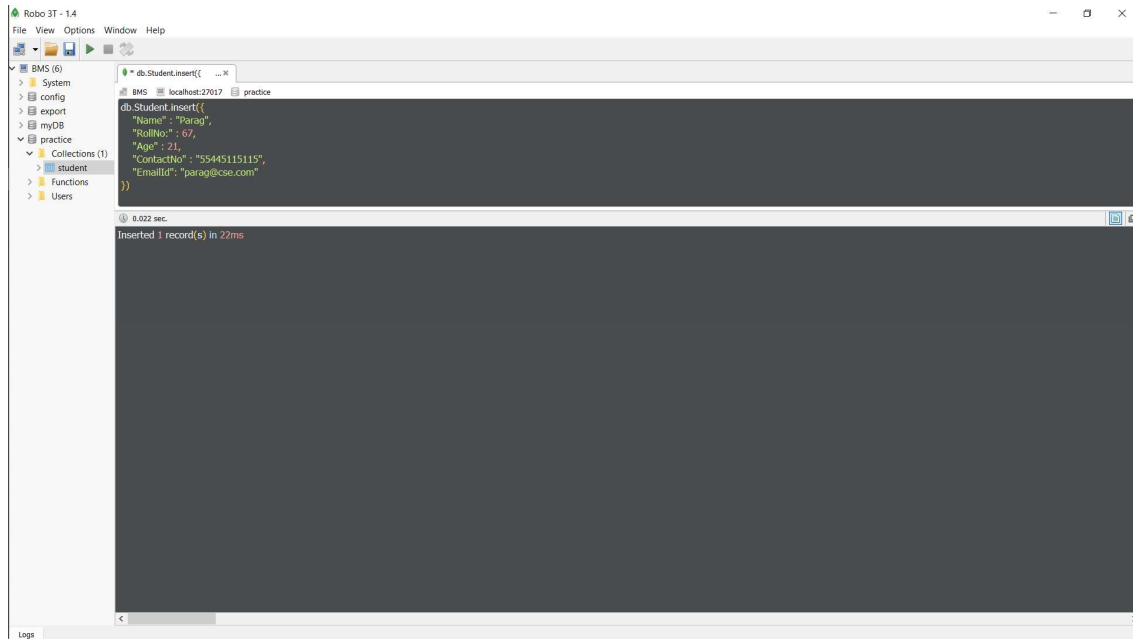 Robo 3T - 1.4
File View Options Window Help
BMS (6)
System
config
export
myDB
practice
Collections (1)
student
Functions
Users
* db.Student.insert({ ...
BMS localhost:27017 practice
db.Student.insert({
"Name" : "Parag",
"RollNo:" : 67,
"Age" : 21,
"ContactNo" : "55445115115",
"EmailId": "parag@cse.com"
})
0.022 sec.
Inserted 1 record(s) in 22ms
Logs